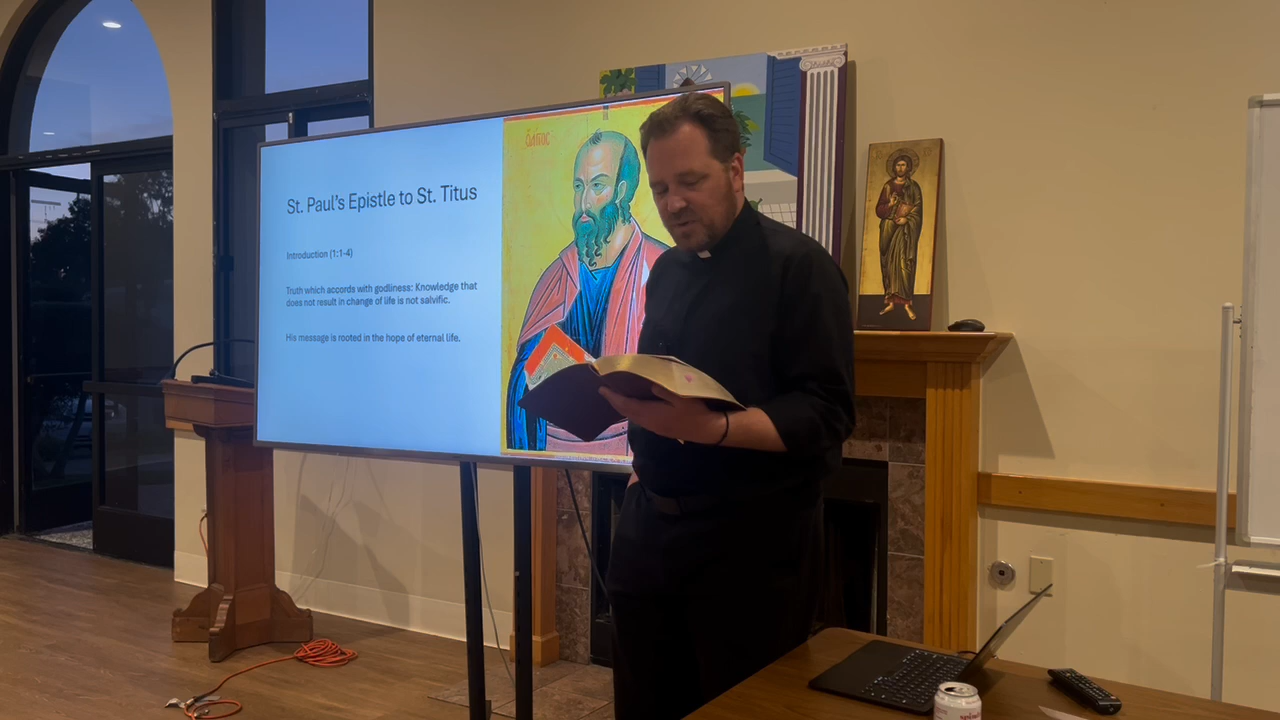 St. Paul's Epistle to St. Titus
Introduction (1:1-4)
Truth which accords with godliness: Knowledge that
does not result in change of life is not salvific.
His message is rooted in the hope of eternal life.